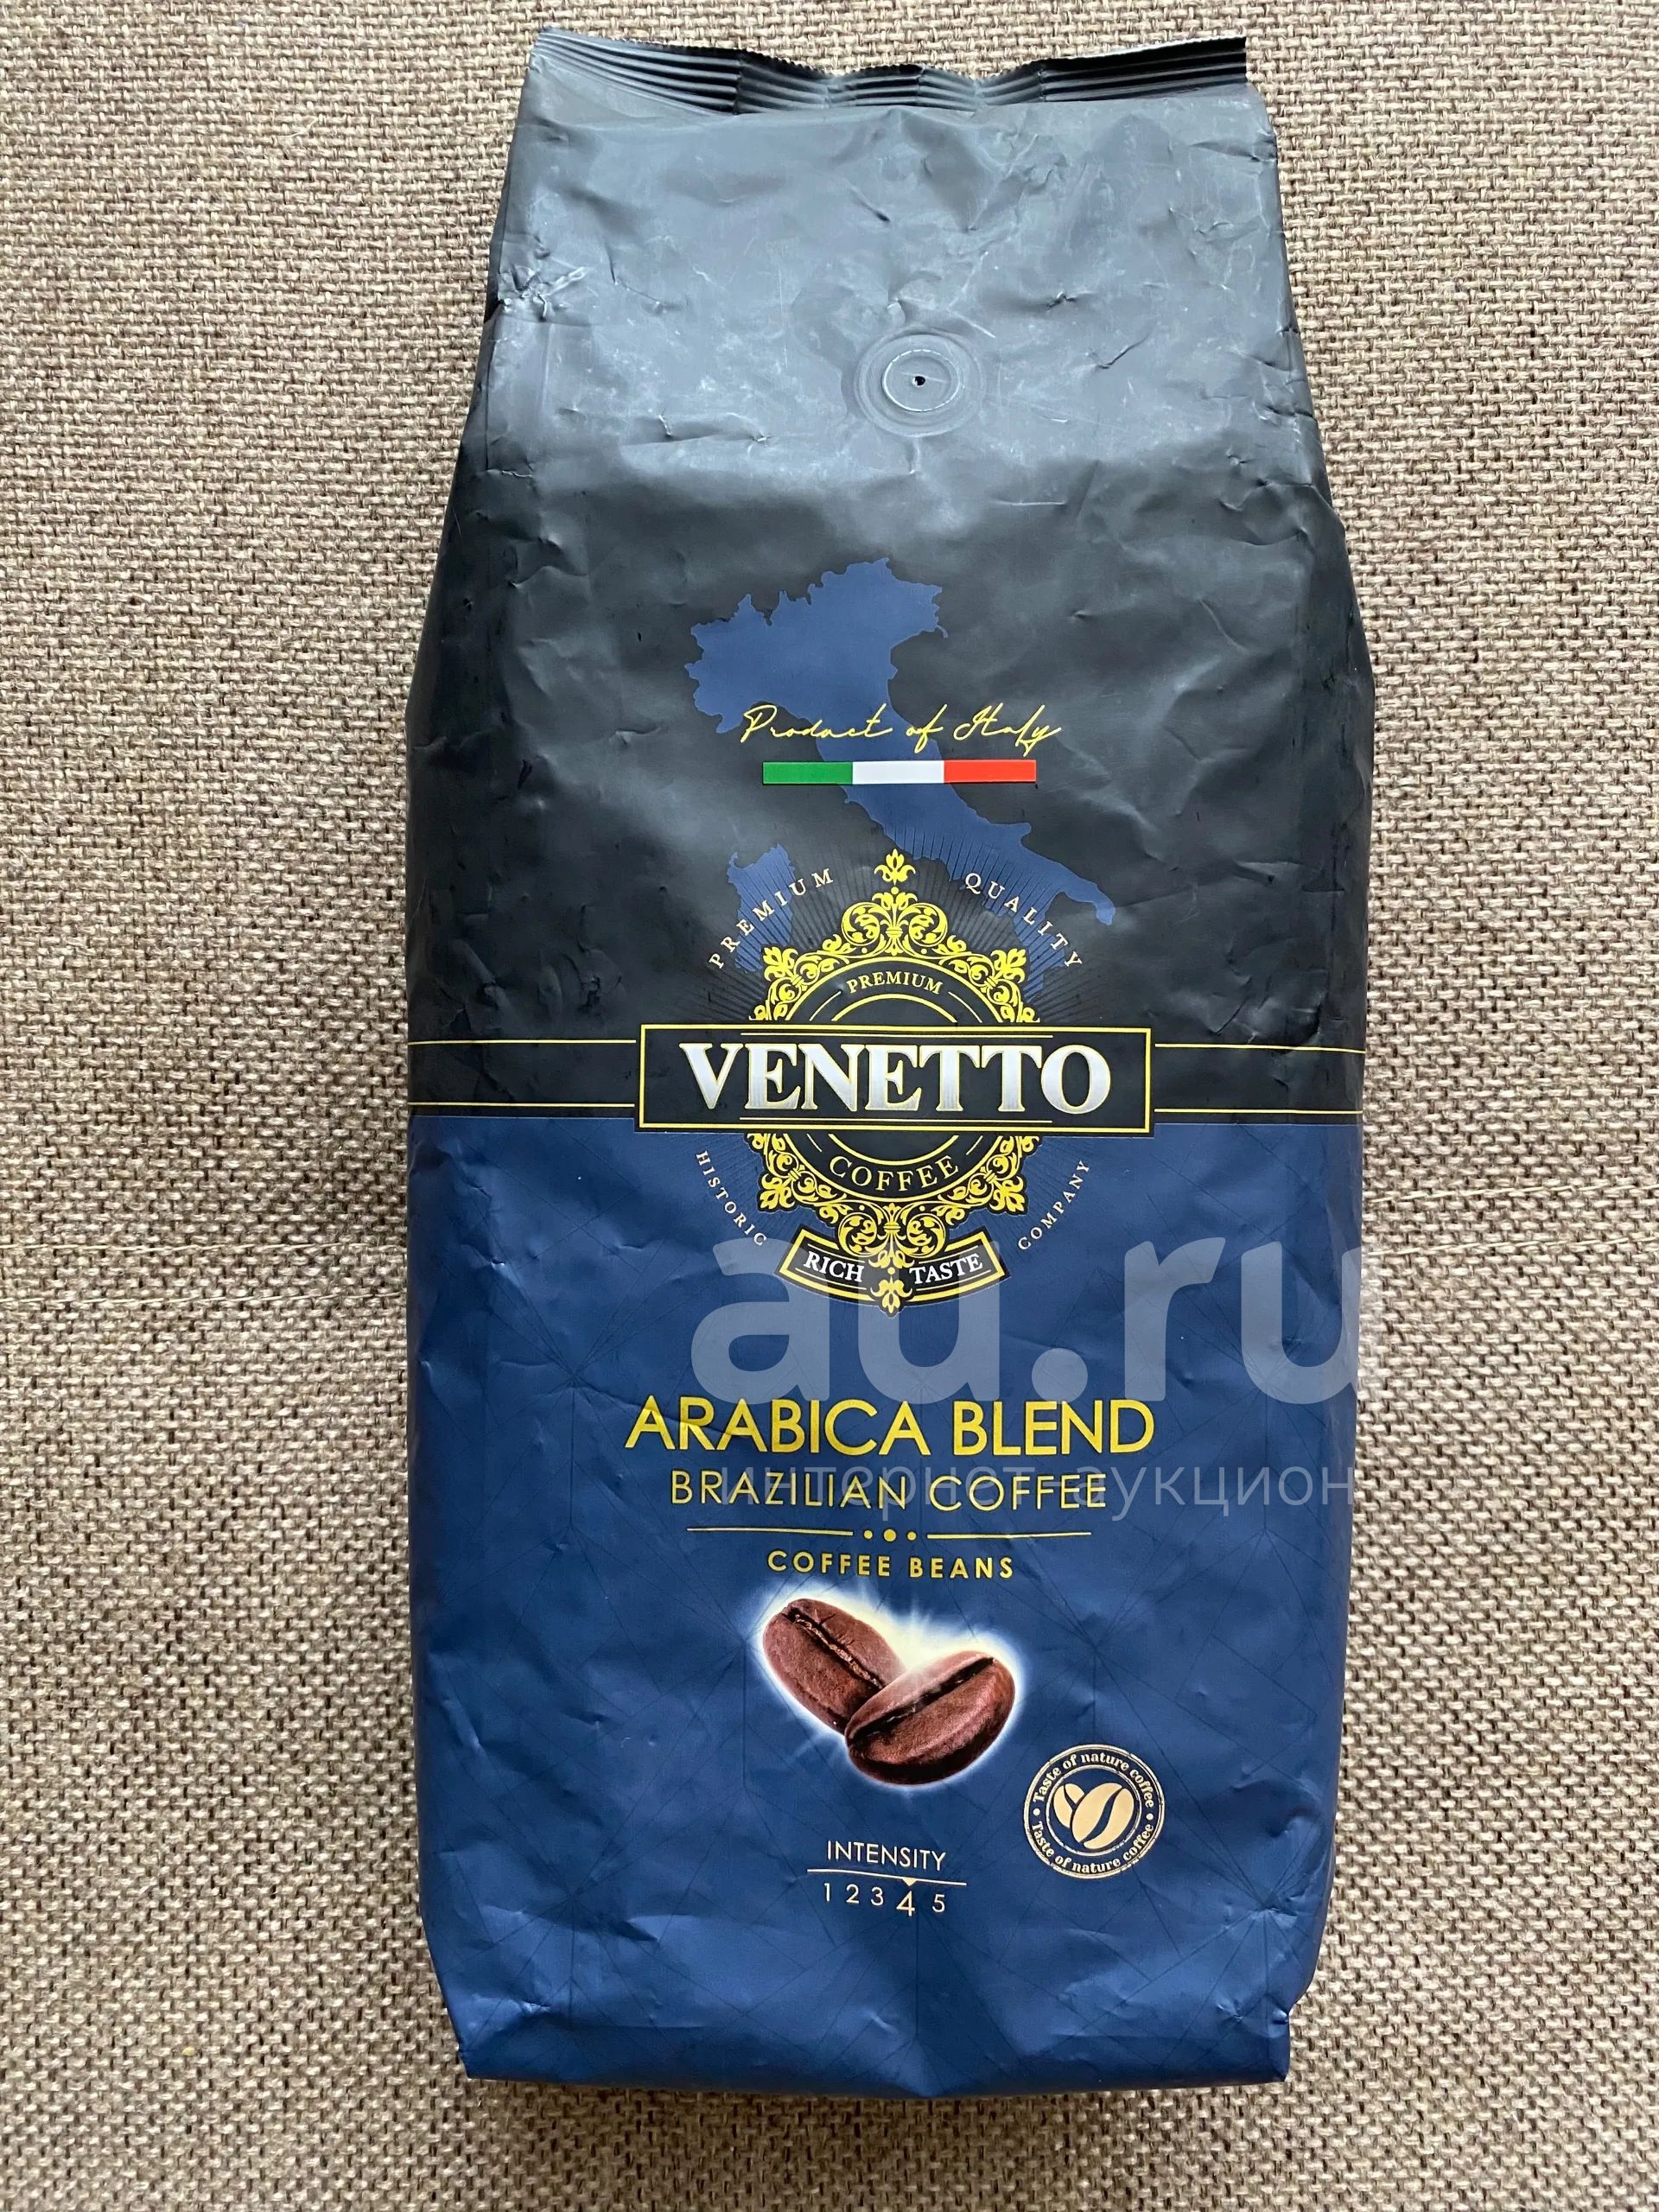 Product of Italy
PREMIUM QUALITY
PREMIUM
VENETTO
COFFEE
HISTORIC COMPANY
RICH TASTE
au.ru
ARABICA BLEND
BRAZILIAN COFFEE
интернет-аукцион
COFFEE BEANS
Taste of nature coffee
Taste of nature coffee
INTENSITY
1 2 3 4 5